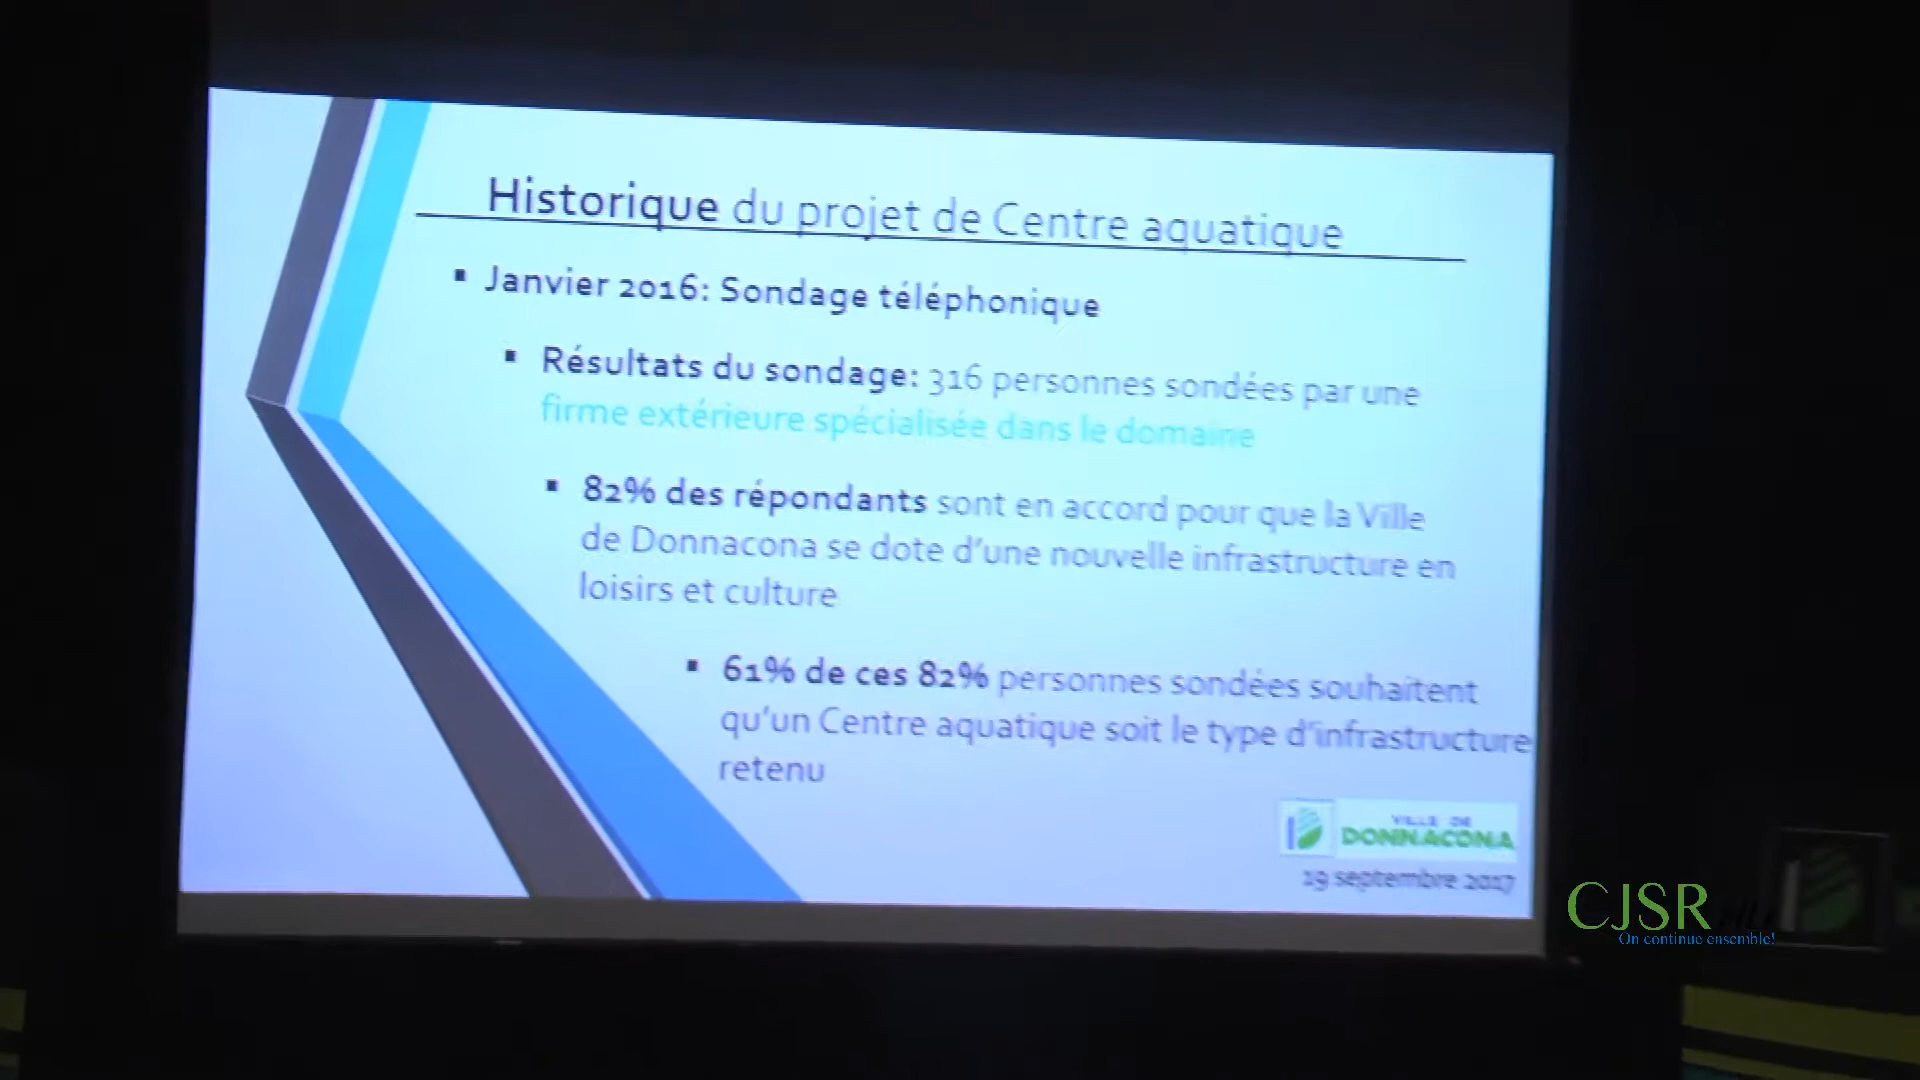 Historique du projet de Centre aquatique
▪ Janvier 2016: Sondage téléphonique
▪ Résultats du sondage: 316 personnes sondées par une
firme extérieure spécialisée dans le domaine
▪ 82% des répondants sont en accord pour que la Ville
de Donnacona se dote d'une nouvelle infrastructure en
loisirs et culture
▪ 61% de ces 82% personnes sondées souhaitent
qu'un Centre aquatique soit le type d'infrastructure
retenu
VILLE DE
DONNACONA
19 septembre 2017
CJSR
On continue ensemble!